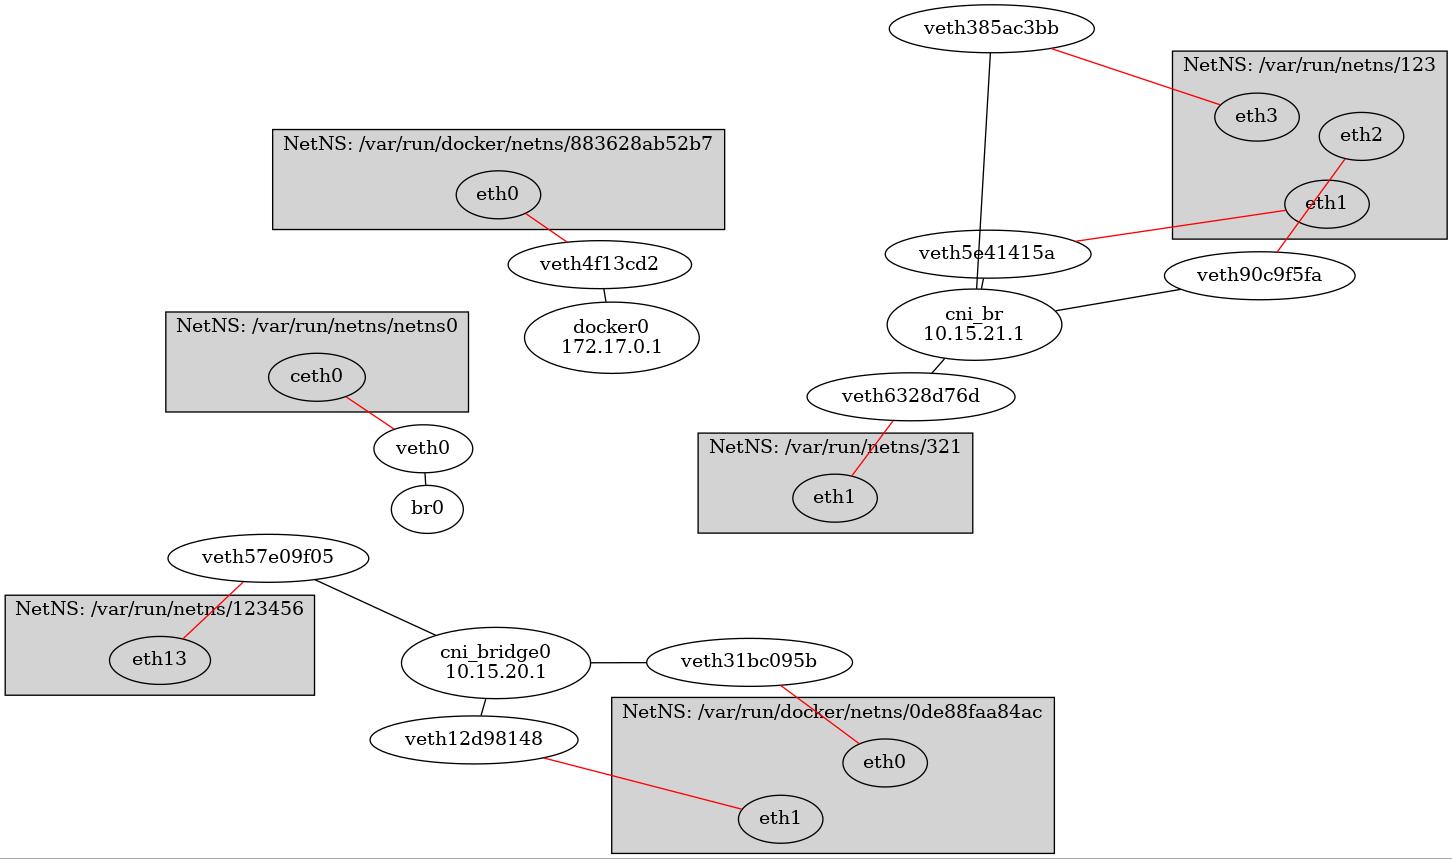 veth385ac3bb
NetNS: /var/run/netns/123
eth3
eth2
eth1
NetNS: /var/run/docker/netns/883628ab52b7
eth0
veth4f13cd2
docker0
172.17.0.1
veth5e41415a
veth90c9f5fa
cni_br
10.15.21.1
NetNS: /var/run/netns/netns0
ceth0
veth0
br0
veth6328d76d
NetNS: /var/run/netns/321
eth1
veth57e09f05
NetNS: /var/run/netns/123456
eth13
cni_bridge0
10.15.20.1
veth31bc095b
veth12d98148
NetNS: /var/run/docker/netns/0de88faa84ac
eth0
eth1